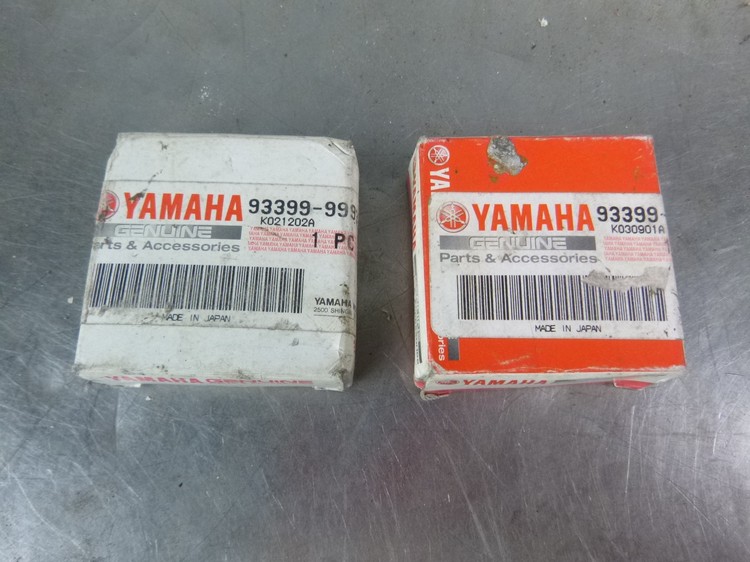 YAMAHA 93399-999
K021202A
GENUINE
1 PC
Parts & Accessories
YAMAHA
MADE IN JAPAN
YAMAHA GENUINE
YAMAHA 93399-
K030901A
GENUINE
Parts & Accessories
MADE IN JAPAN
ories
YAMAHA